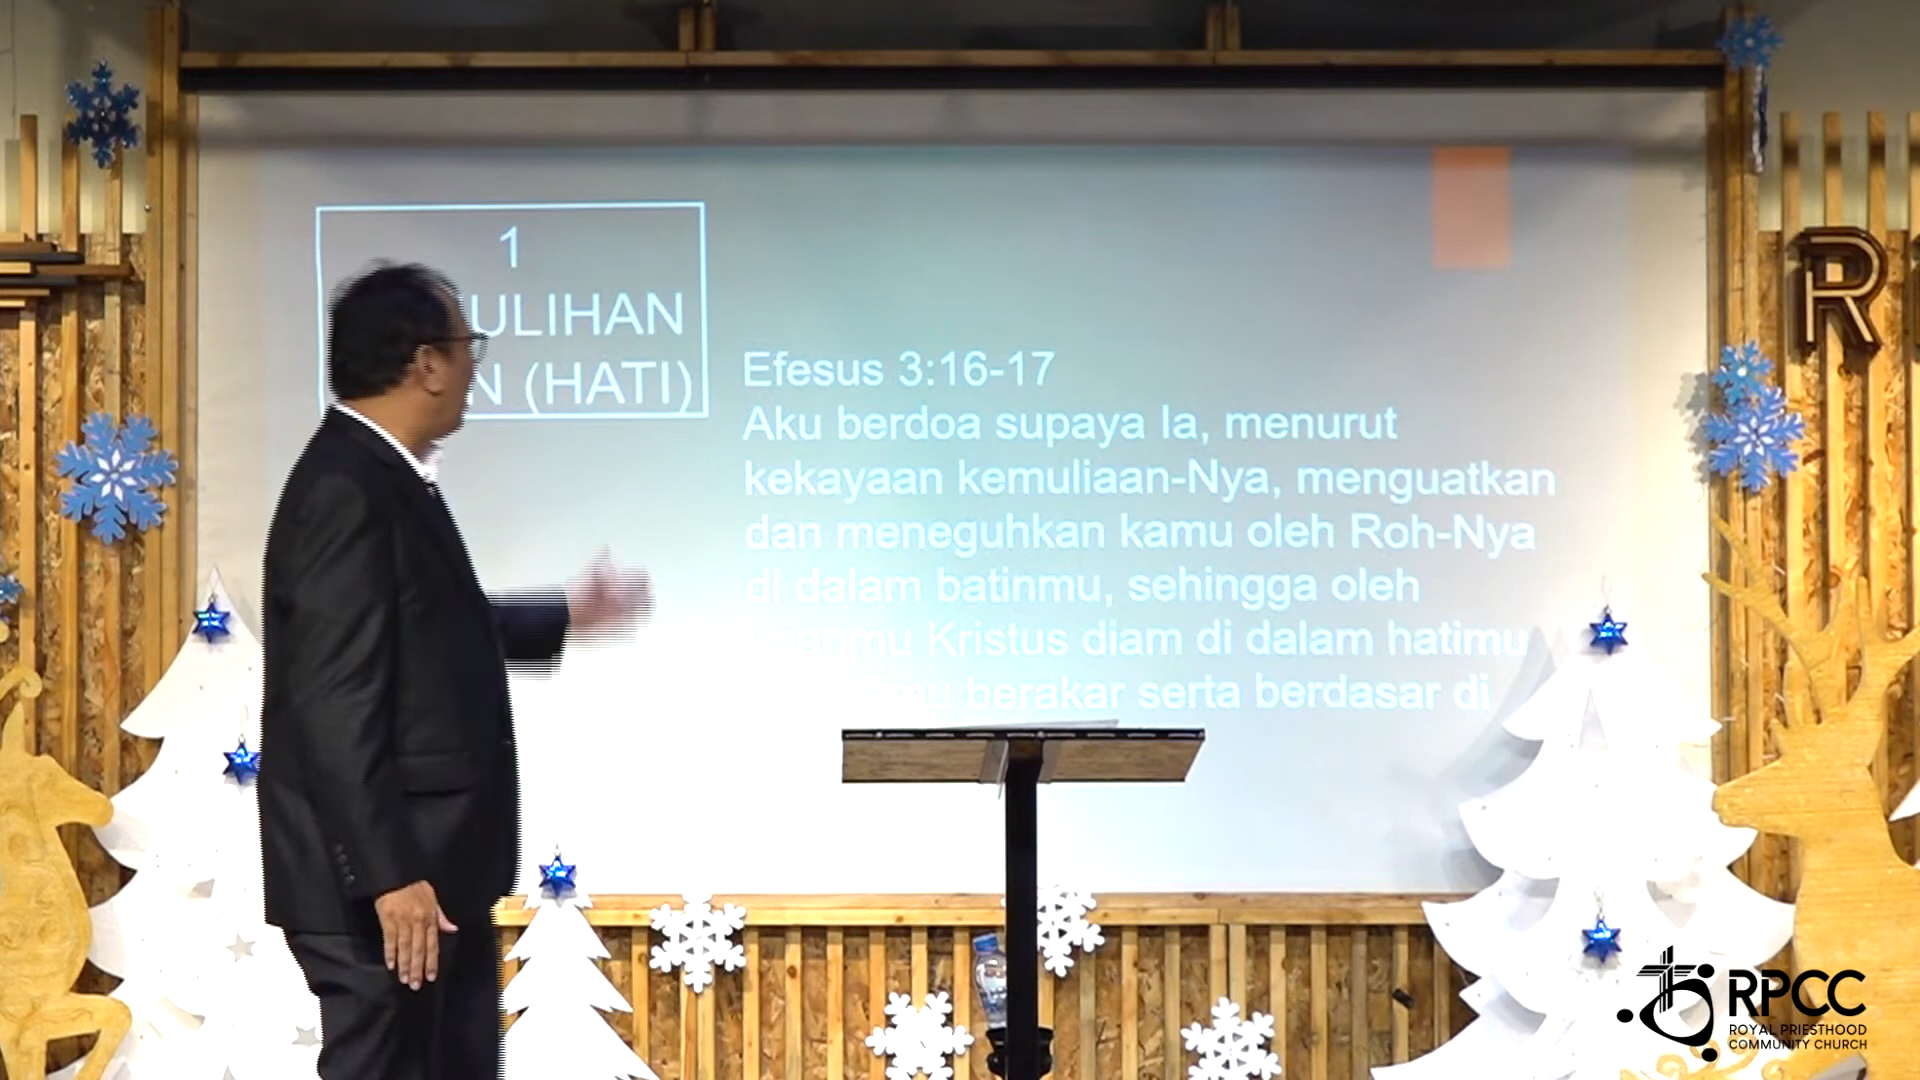 1
ULIHAN
N (HATI)
Efesus 3:16-17
Aku berdoa supaya Ia, menurut
kekayaan kemuliaan-Nya, menguatkan
dan meneguhkan kamu oleh Roh-Nya
di dalam batinmu, sehingga oleh
imanmu Kristus diam di dalam hatimu
berakar serta berdasar di
R
RPCC
ROYAL PRIESTHOOD
COMMUNITY CHURCH